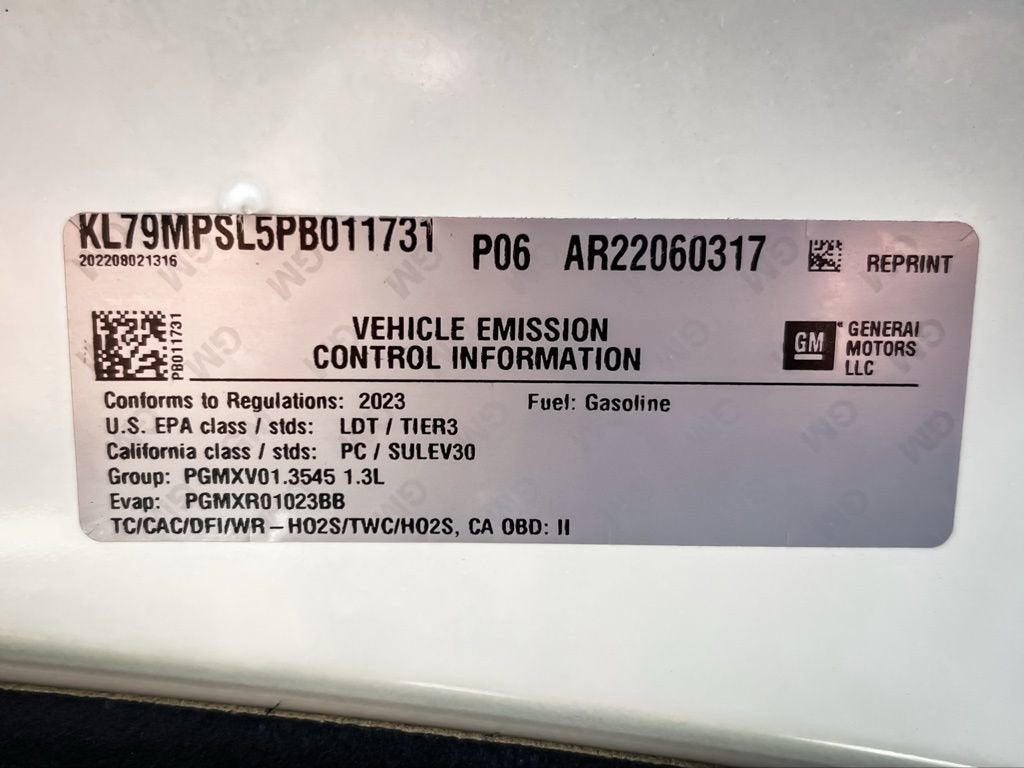 KL79MPSL5PB011731 P06 AR22060317 REPRINT
202208021316
PB011731
VEHICLE EMISSION
CONTROL INFORMATION
GM
GENERAL
MOTORS
LLC
Conforms to Regulations: 2023 Fuel: Gasoline
U.S. EPA class / stds: LDT / TIER3
California class / stds: PC / SULEV30
Group: PGMXV01.3545 1.3L
Evap: PGMXR01023BB
TC/CAC/DFI/WR – HO2S/TWC/HO2S, CA OBD: II